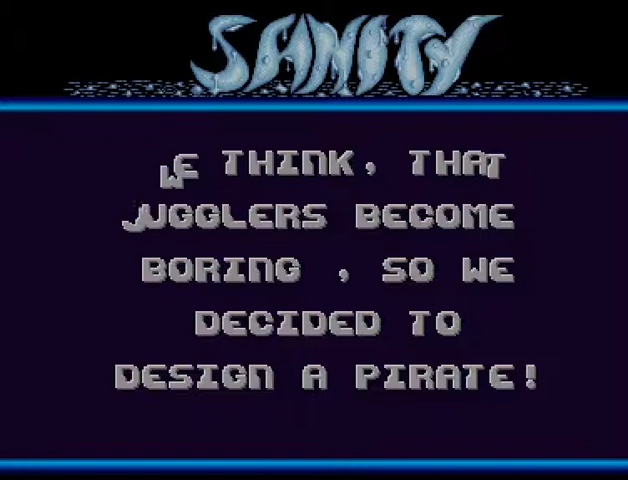 SANITY
WE THINK, THAT
JUGGLERS BECOME
BORING , SO WE
DECIDED TO
DESIGN A PIRATE!